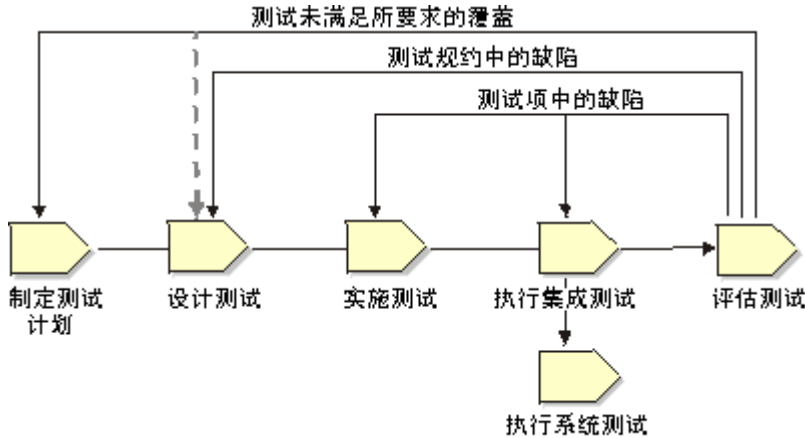 测试未满足所要求的覆盖
测试规约中的缺陷
测试项中的缺陷
制定测试
计划
设计测试
实施测试
执行集成测试
评估测试
执行系统测试